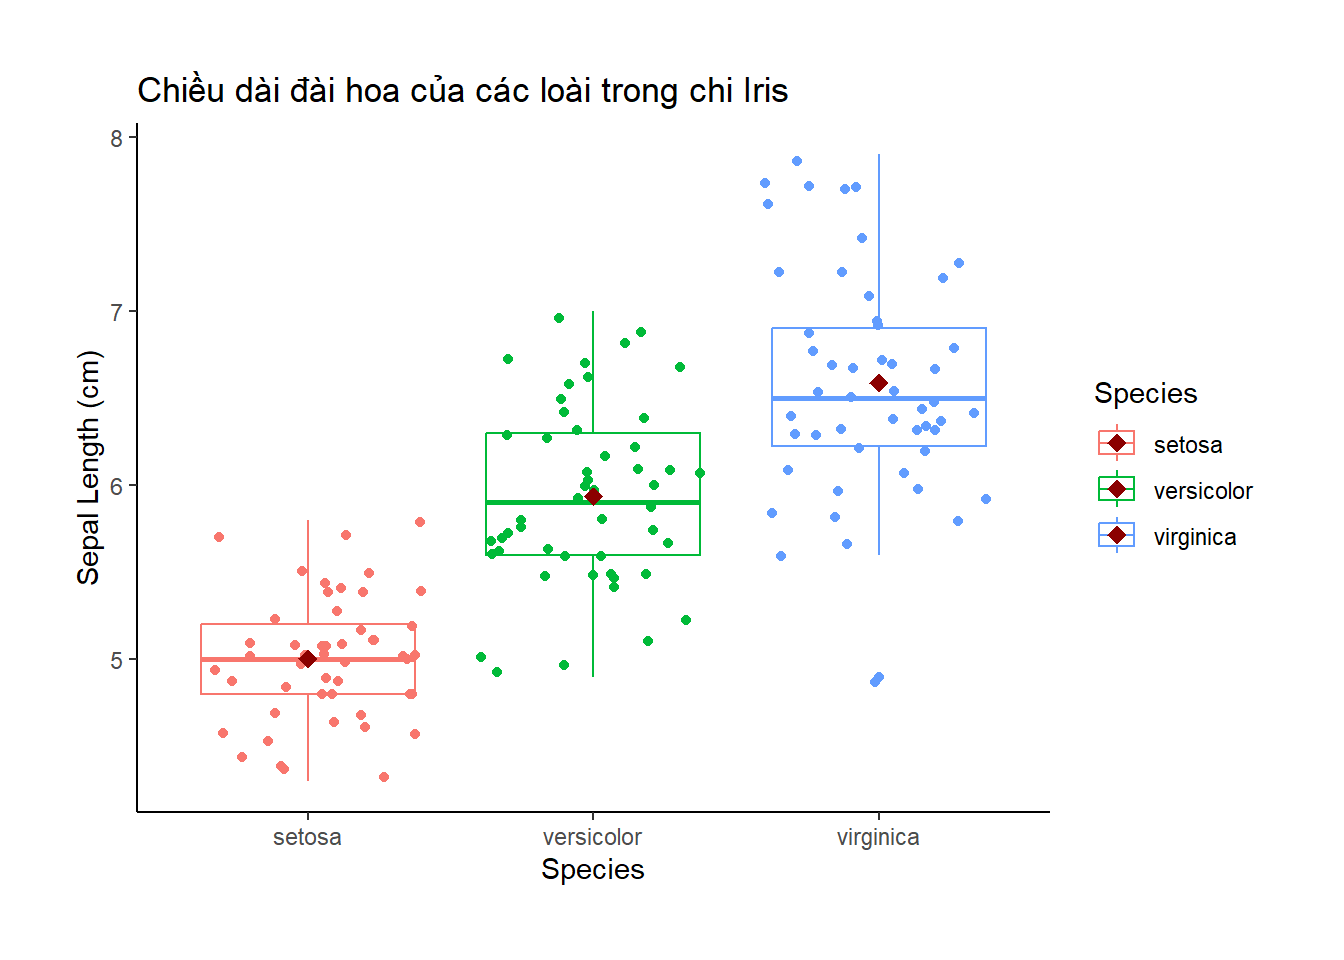 Chiều dài đài hoa của các loài trong chi Iris
8
7
6
5
Sepal Length (cm)
setosa versicolor virginica
Species
Species
setosa
versicolor
virginica